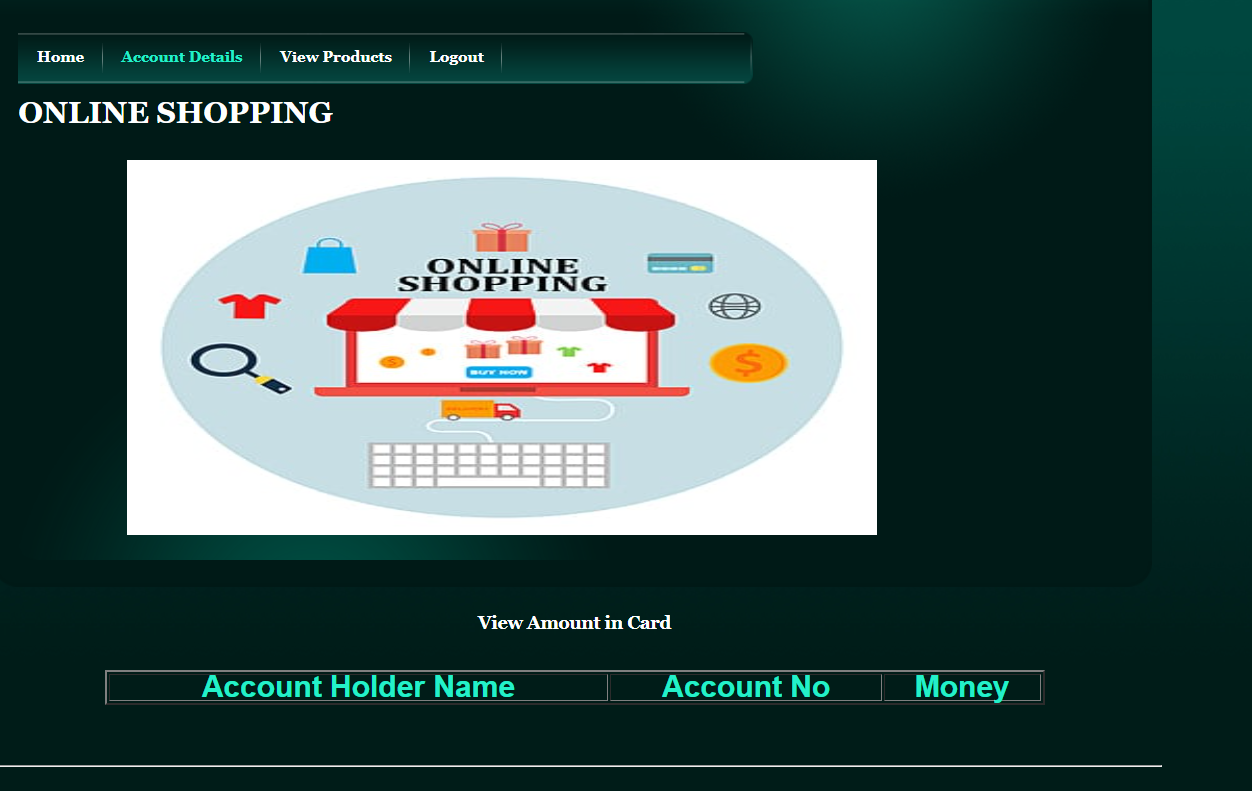 Home Account Details View Products Logout
ONLINE SHOPPING
ONLINE
SHOPPING
BUY NOW
View Amount in Card
Account Holder Name Account No Money